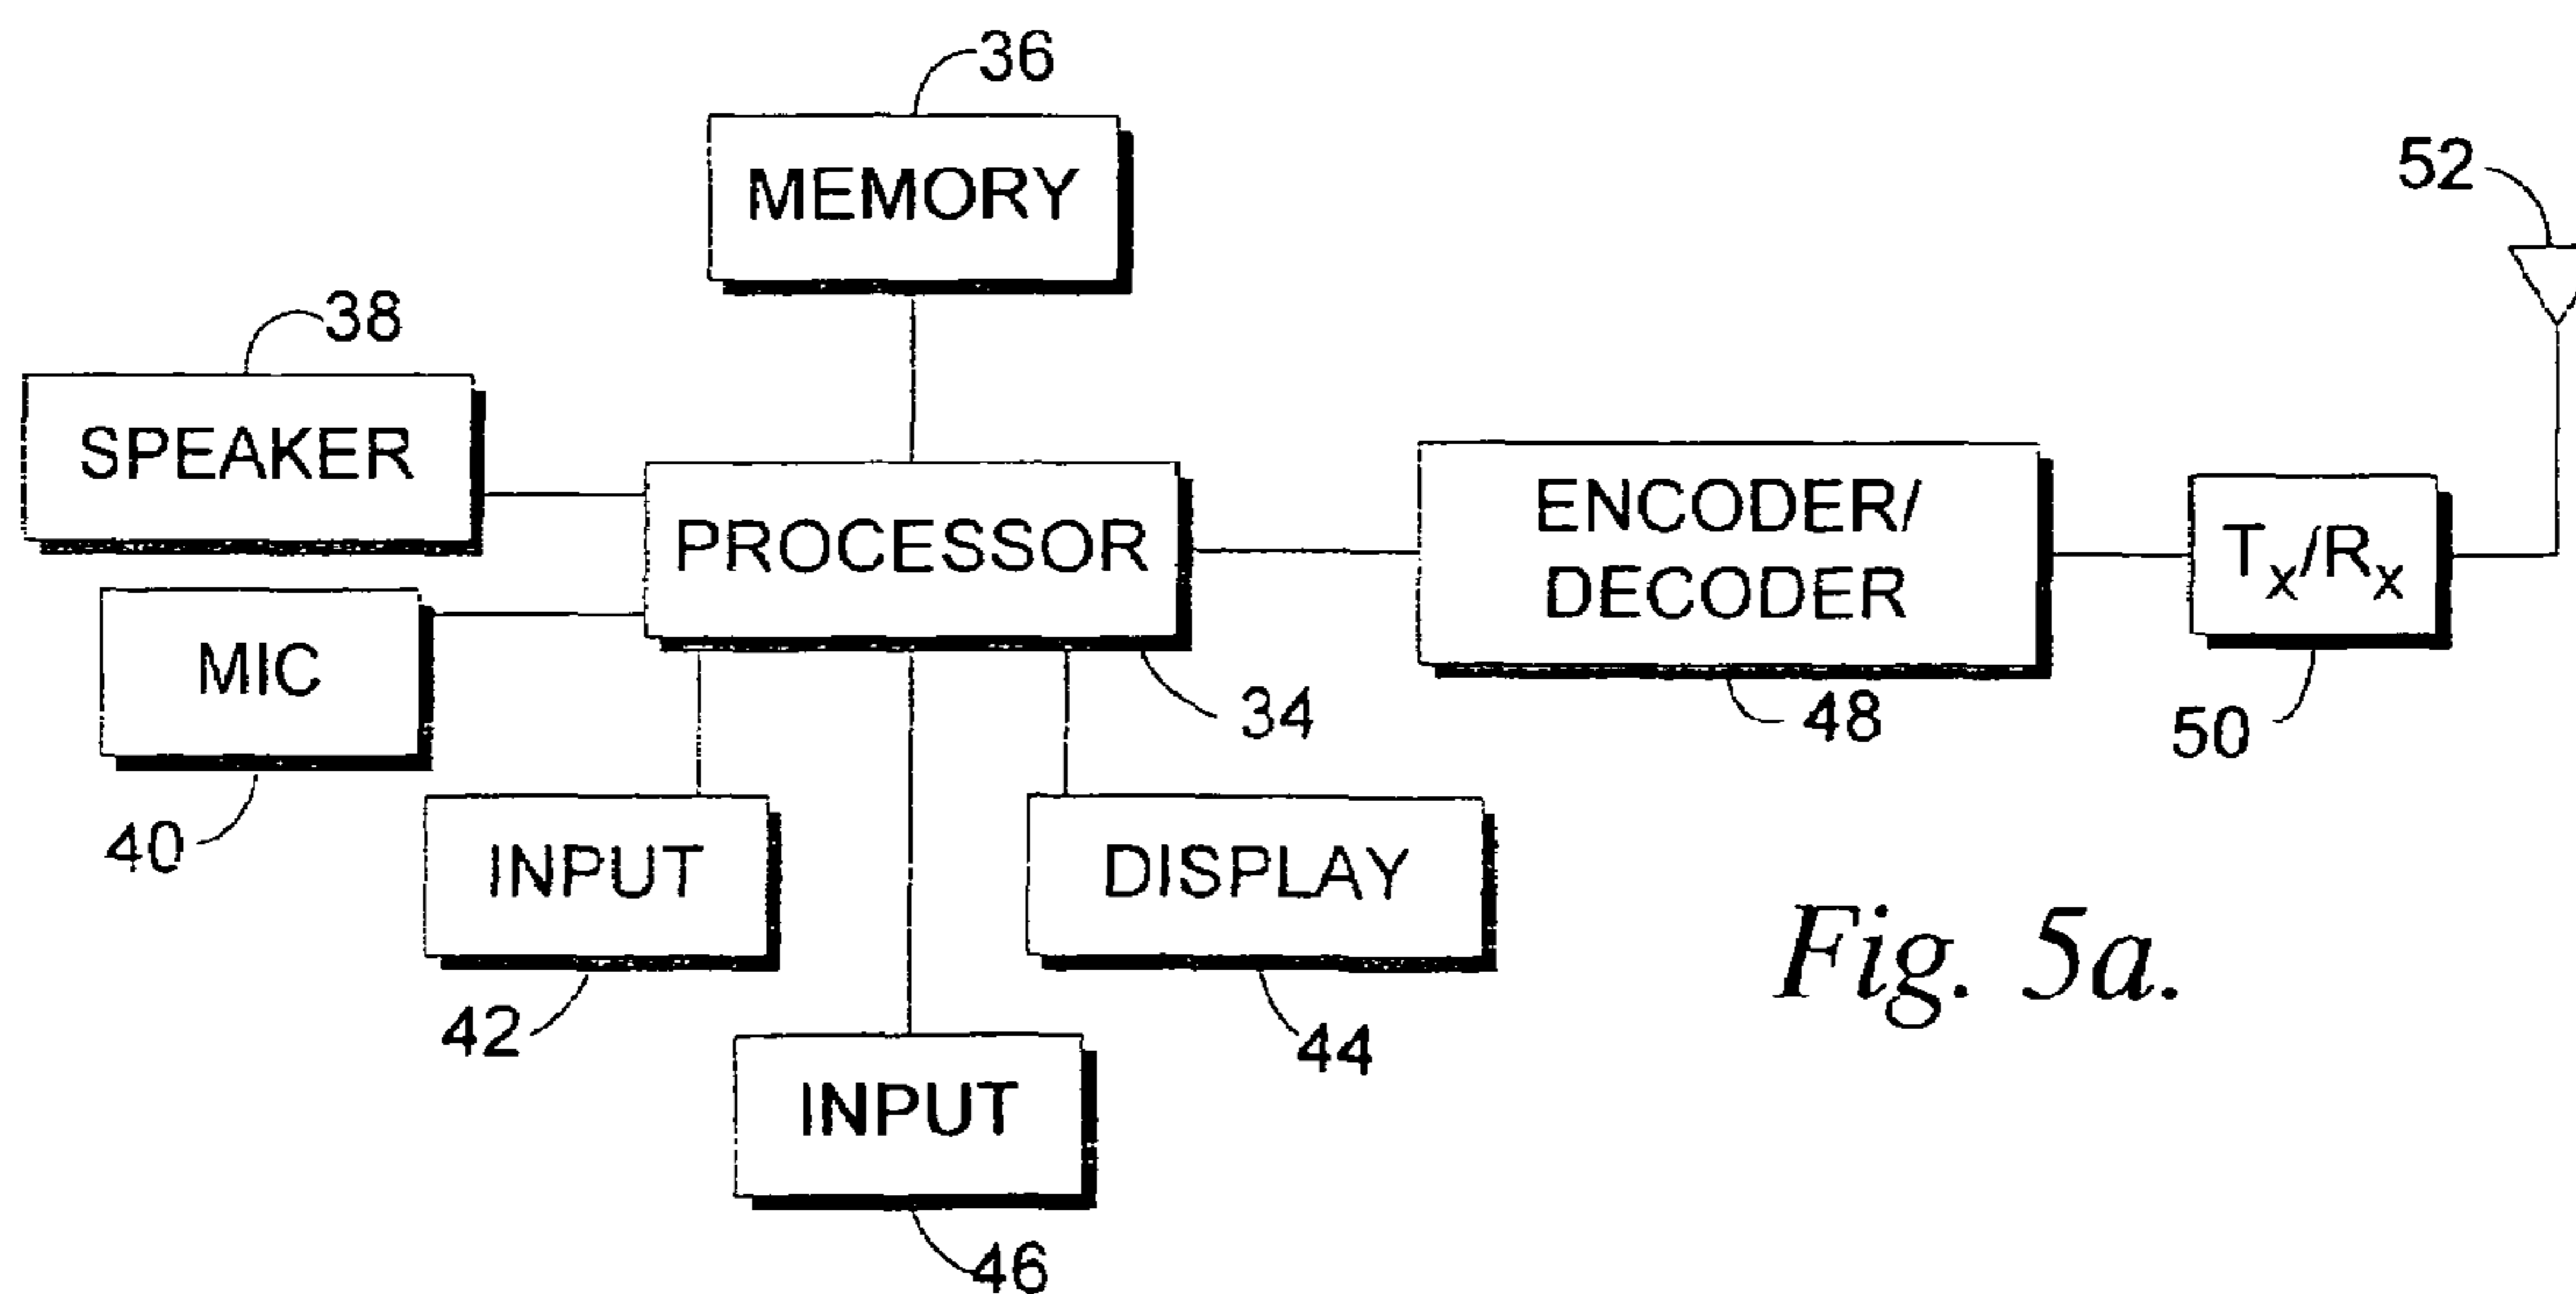 36
MEMORY
52
38
SPEAKER
PROCESSOR
ENCODER/
DECODER
Tx/Rx
MIC
34
48
50
40
INPUT
DISPLAY
42
44
INPUT
46
Fig. 5a.